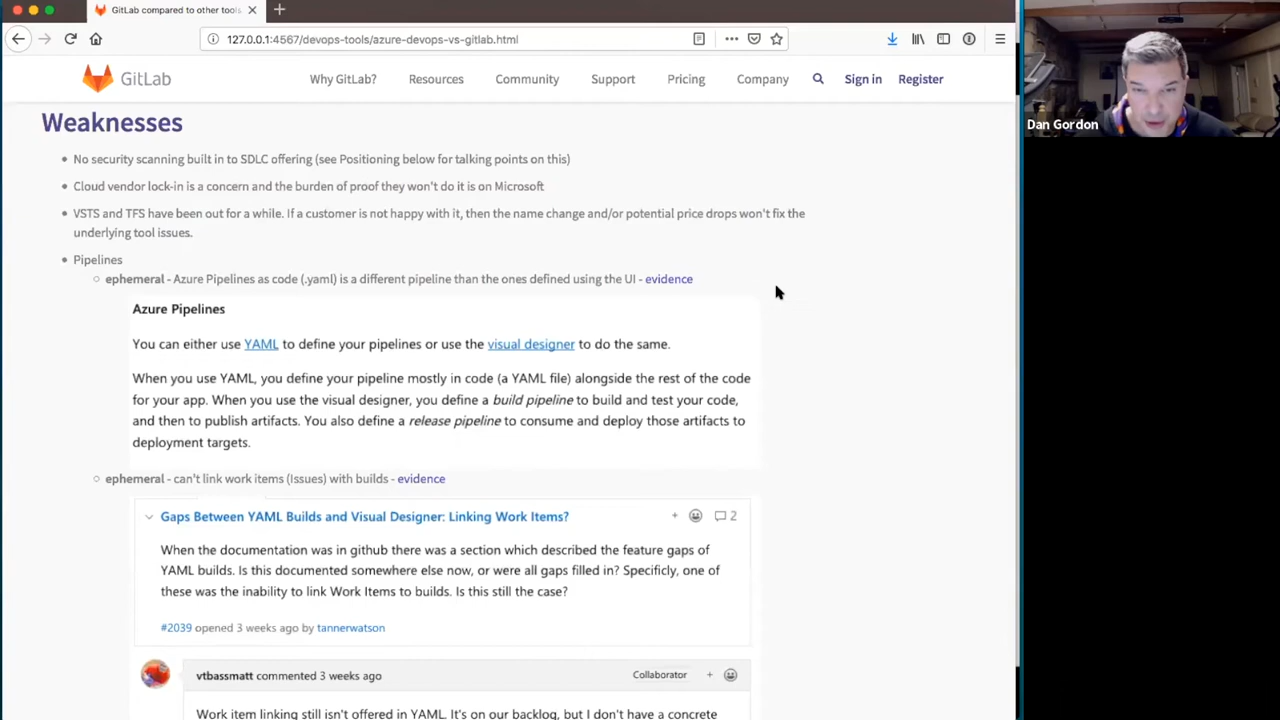 GitLab compared to other tools
127.0.0.1:4567/devops-tools/azure-devops-vs-gitlab.html
GitLab
Why GitLab?
Resources
Community
Support
Pricing
Company
Sign in
Register
Dan Gordon
Weaknesses
No security scanning built in to SDLC offering (see Positioning below for talking points on this)
Cloud vendor lock-in is a concern and the burden of proof they won't do it is on Microsoft
VSTS and TFS have been out for a while. If a customer is not happy with it, then the name change and/or potential price drops won't fix the
underlying tool issues.
Pipelines
ephemeral - Azure Pipelines as code (.yaml) is a different pipeline than the ones defined using the UI - evidence
Azure Pipelines
You can either use YAML to define your pipelines or use the visual designer to do the same.
When you use YAML, you define your pipeline mostly in code (a YAML file) alongside the rest of the code
for your app. When you use the visual designer, you define a build pipeline to build and test your code,
and then to publish artifacts. You also define a release pipeline to consume and deploy those artifacts to
deployment targets.
ephemeral - can't link work items (Issues) with builds - evidence
Gaps Between YAML Builds and Visual Designer: Linking Work Items?
2
When the documentation was in github there was a section which described the feature gaps of
YAML builds. Is this documented somewhere else now, or were all gaps filled in? Specificly, one of
these was the inability to link Work Items to builds. Is this still the case?
#2039 opened 3 weeks ago by tannerwatson
vtbassmatt commented 3 weeks ago
Collaborator
Work item linking still isn't offered in YAML. It's on our backlog, but I don't have a concrete